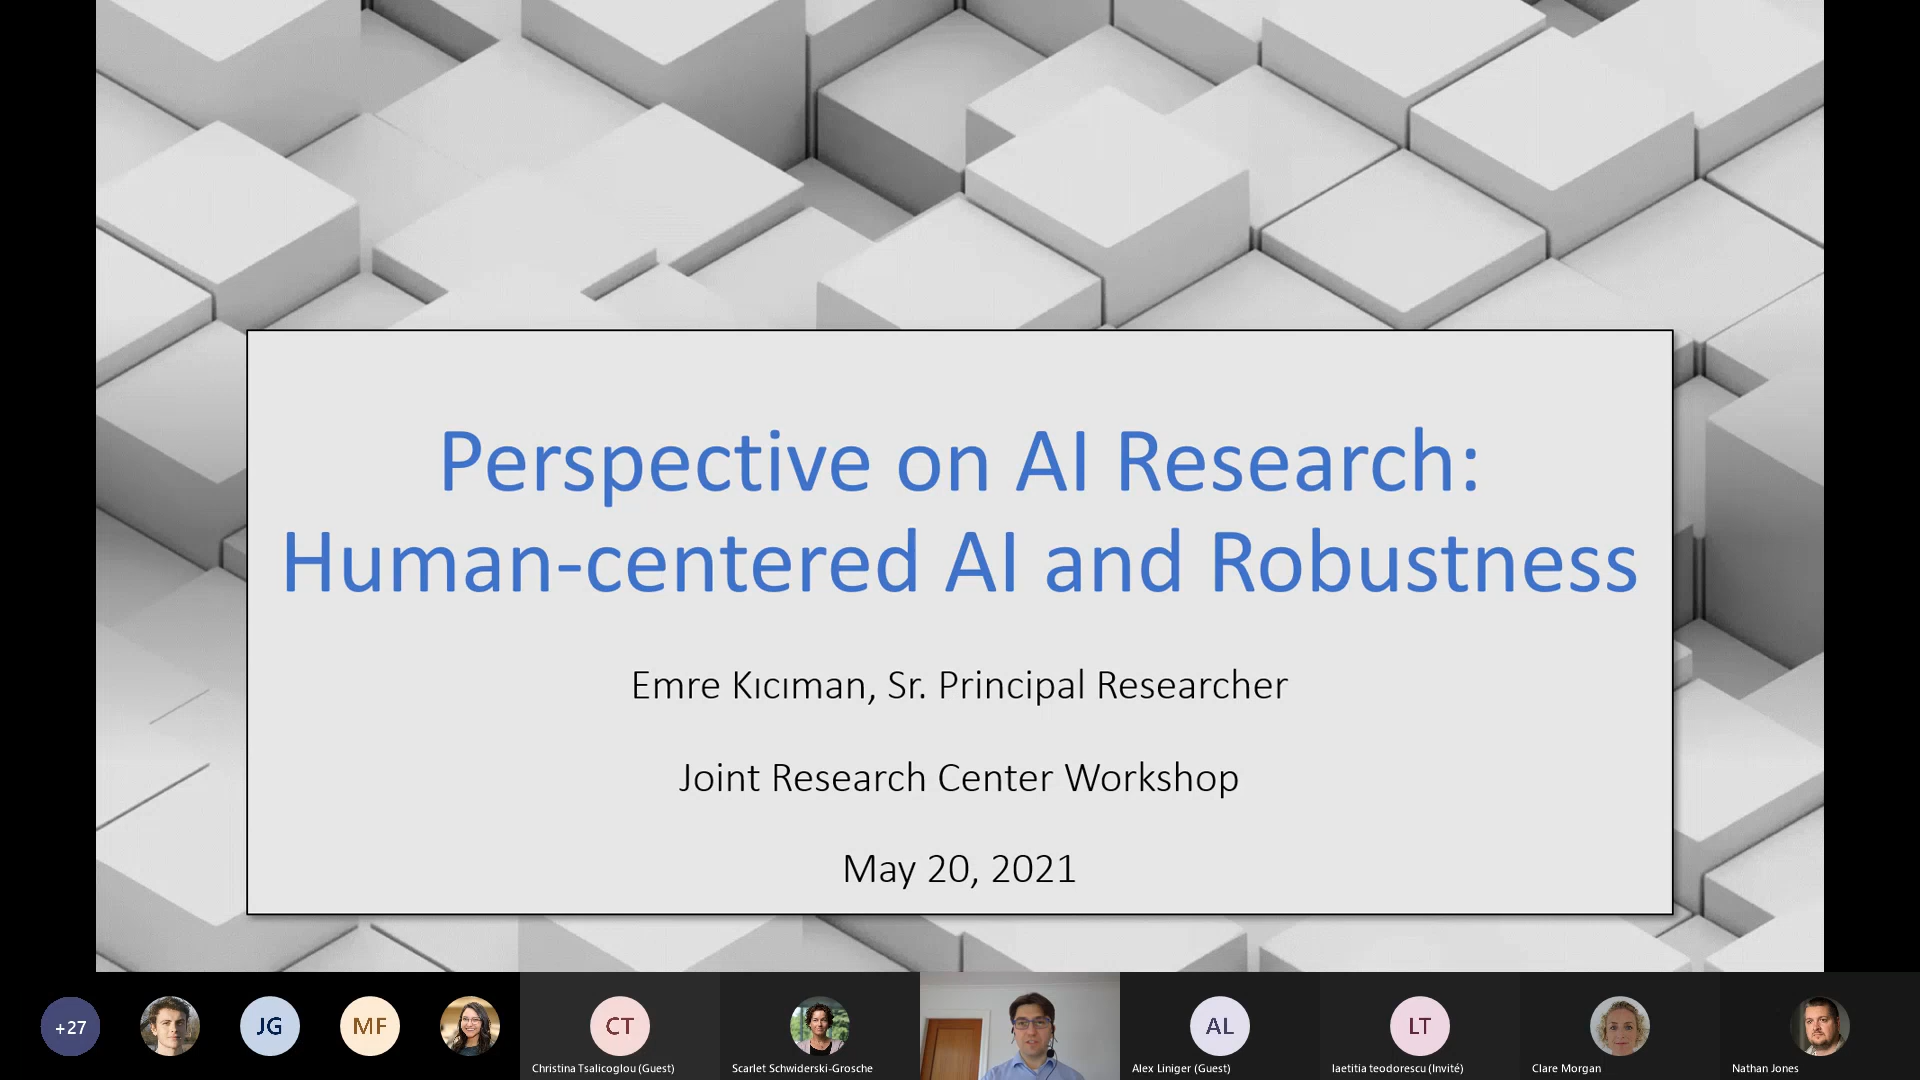 Perspective on AI Research:
Human-centered AI and Robustness
Emre Kıcıman, Sr. Principal Researcher
Joint Research Center Workshop
May 20, 2021
+27
JG
MF
CT
AL
LT
Christina Tsalicoglou (Guest)
Scarlet Schwiderski-Grosche
Alex Liniger (Guest)
laetitia teodorescu (Invité)
Clare Morgan
Nathan Jones